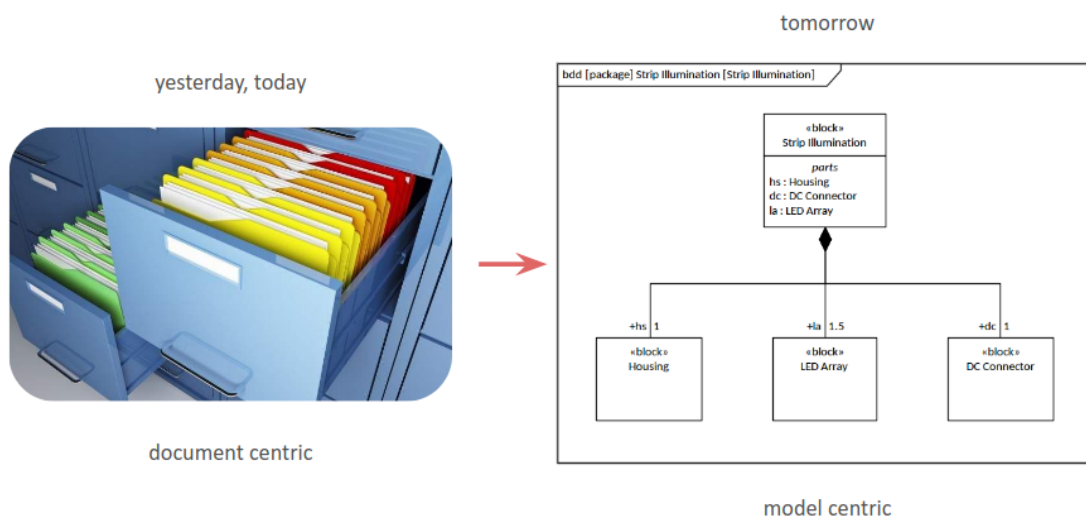 yesterday, today
document centric
tomorrow
bdd [package] Strip Illumination [Strip Illumination]
«block»
Strip Illumination
parts
hs : Housing
dc : DC Connector
la : LED Array
+hs 1
+la 1.5
+dc 1
«block»
Housing
«block»
LED Array
«block»
DC Connector
model centric